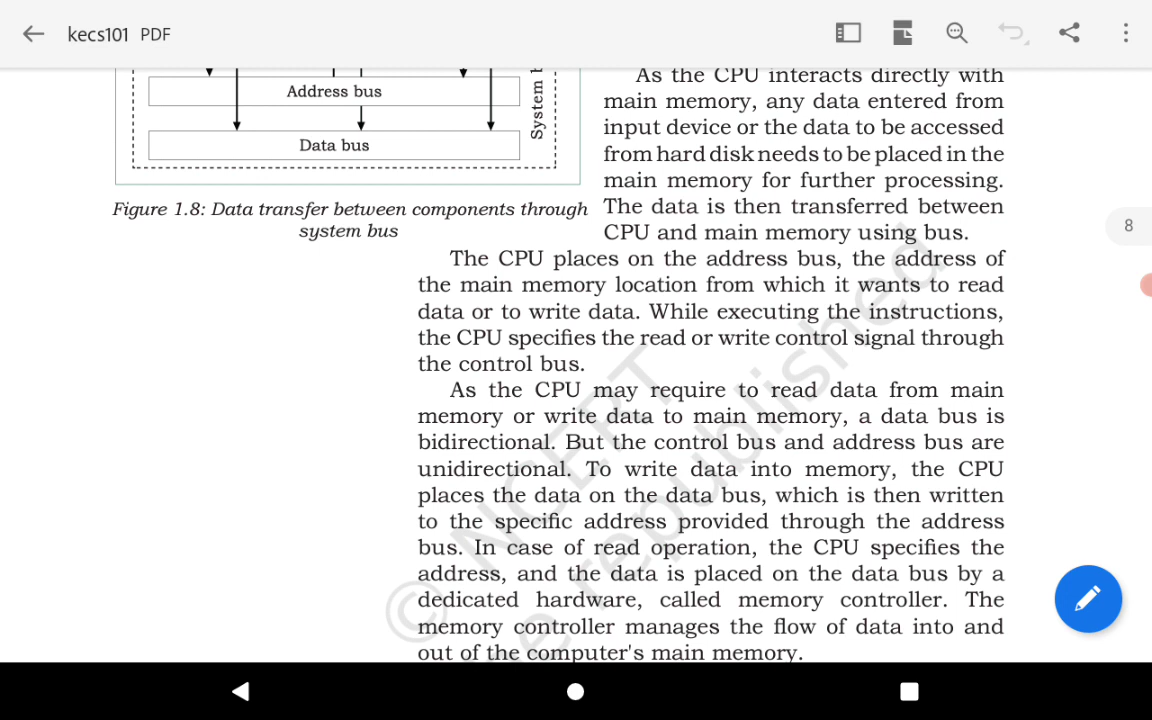 kecs101 PDF
Address bus
Data bus
System b
Figure 1.8: Data transfer between components through
system bus
As the CPU interacts directly with
main memory, any data entered from
input device or the data to be accessed
from hard disk needs to be placed in the
main memory for further processing.
The data is then transferred between
CPU and main memory using bus.
8
The CPU places on the address bus, the address of
the main memory location from which it wants to read
data or to write data. While executing the instructions,
the CPU specifies the read or write control signal through
the control bus.
As the CPU may require to read data from main
memory or write data to main memory, a data bus is
bidirectional. But the control bus and address bus are
unidirectional. To write data into memory, the CPU
places the data on the data bus, which is then written
to the specific address provided through the address
bus. In case of read operation, the CPU specifies the
address, and the data is placed on the data bus by a
dedicated hardware, called memory controller. The
memory controller manages the flow of data into and
out of the computer's main memory.
© NCERT
e republished